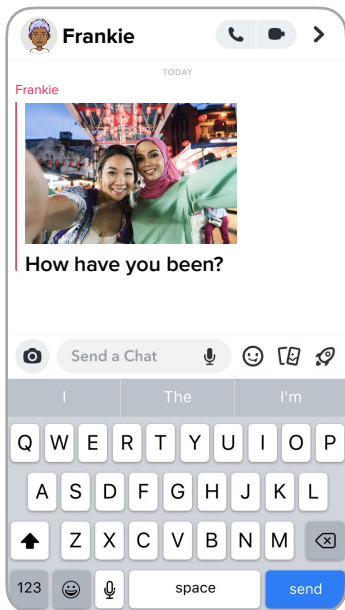 Frankie
TODAY
Frankie
How have you been?
Send a Chat
I The I'm
Q W E R T Y U I O P
A S D F G H J K L
Z X C V B N M
123 space send